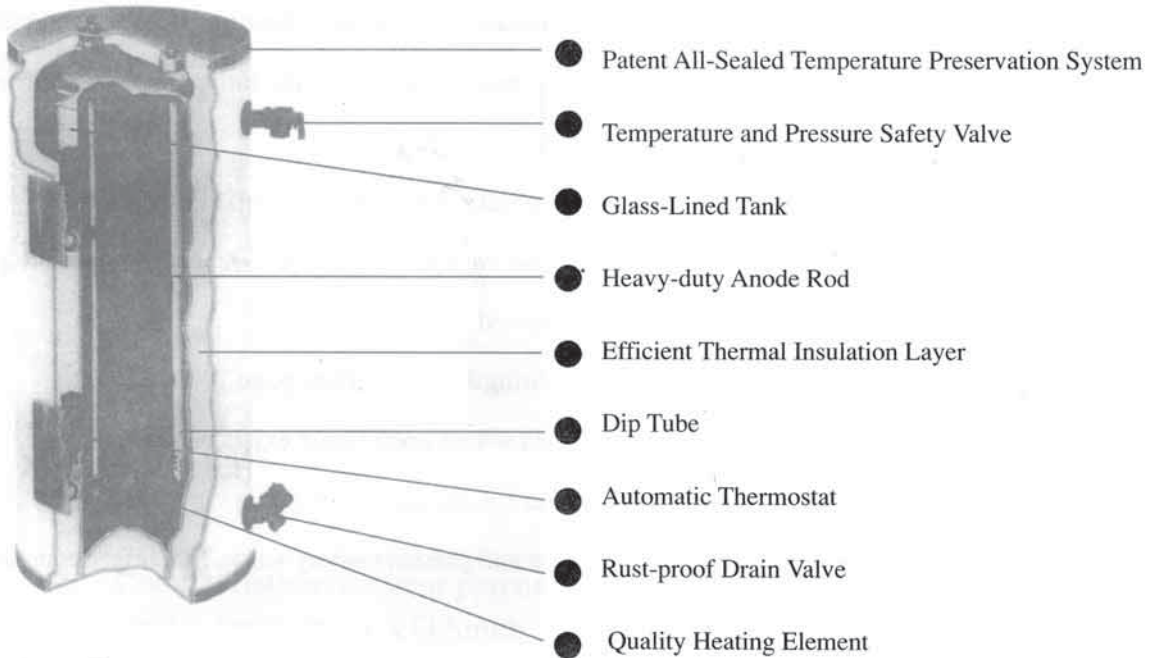 Patent All-Sealed Temperature Preservation System
Temperature and Pressure Safety Valve
Glass-Lined Tank
Heavy-duty Anode Rod
Efficient Thermal Insulation Layer
Dip Tube
Automatic Thermostat
Rust-proof Drain Valve
Quality Heating Element